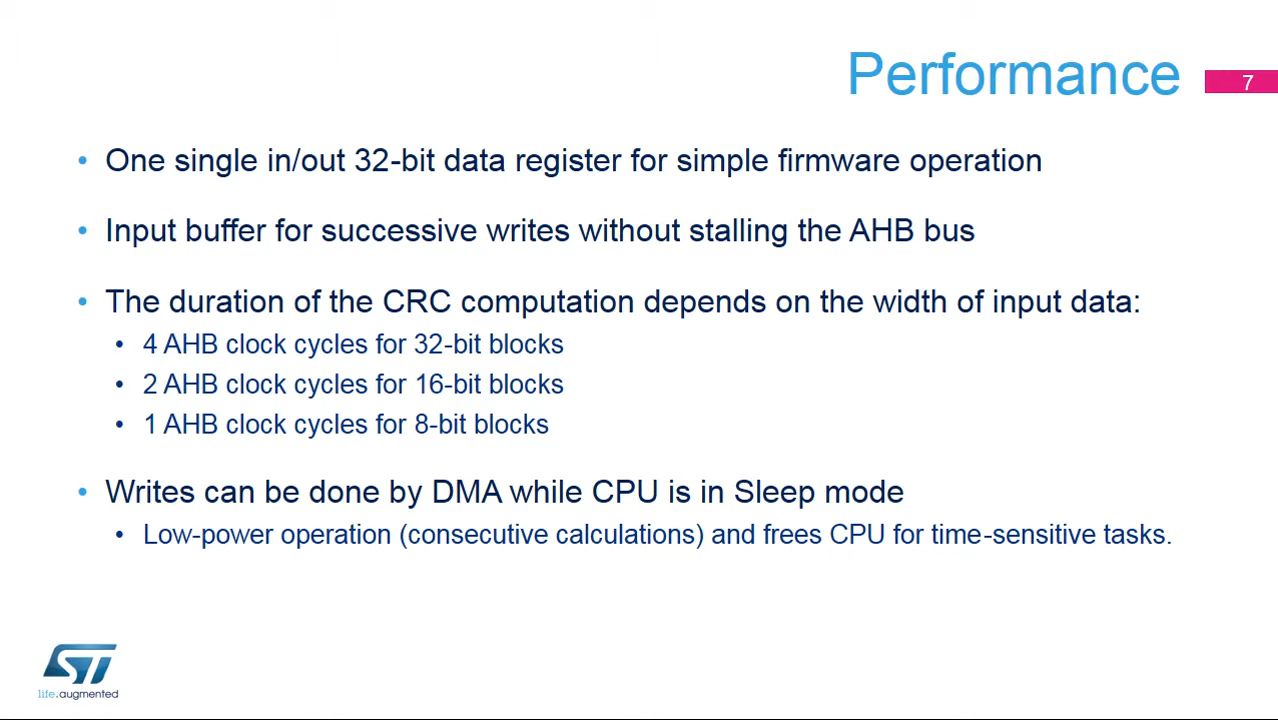 Performance
7
• One single in/out 32-bit data register for simple firmware operation
• Input buffer for successive writes without stalling the AHB bus
• The duration of the CRC computation depends on the width of input data:
• 4 AHB clock cycles for 32-bit blocks
• 2 AHB clock cycles for 16-bit blocks
• 1 AHB clock cycles for 8-bit blocks
• Writes can be done by DMA while CPU is in Sleep mode
• Low-power operation (consecutive calculations) and frees CPU for time-sensitive tasks.
ST
life.augmented